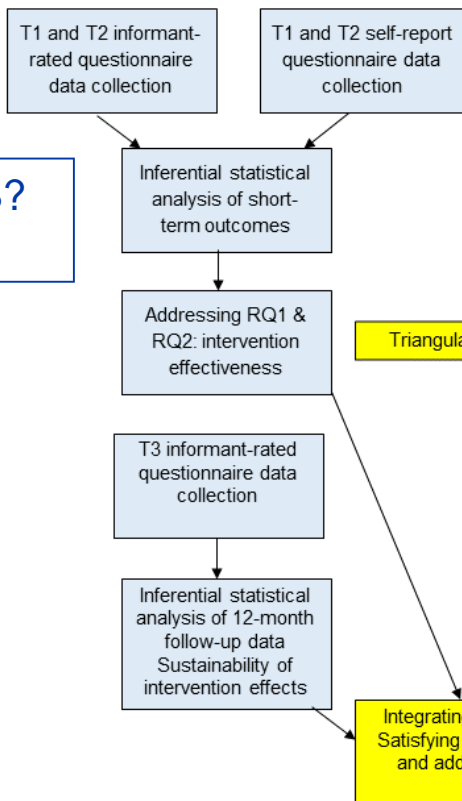 T1 and T2 informant-
rated questionnaire
data collection
T1 and T2 self-report
questionnaire data
collection
?
Inferential statistical
analysis of short-
term outcomes
Addressing RQ1 &
RQ2: intervention
effectiveness
T3 informant-rated
questionnaire data
collection
Inferential statistical
analysis of 12-month
follow-up data
Sustainability of
intervention effects
Satisfying